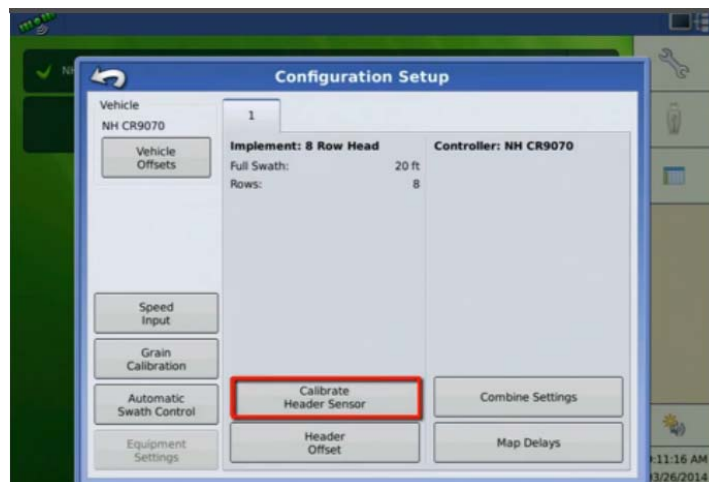 Configuration Setup
Vehicle
NH CR9070
Vehicle
Offsets
Speed
Input
Grain
Calibration
Automatic
Swath Control
Equipment
Settings
1
Implement: 8 Row Head
Full Swath: 20 ft
Rows: 8
Calibrate
Header Sensor
Header
Offset
Controller: NH CR9070
Combine Settings
Map Delays
:11:16 AM
03/26/2014